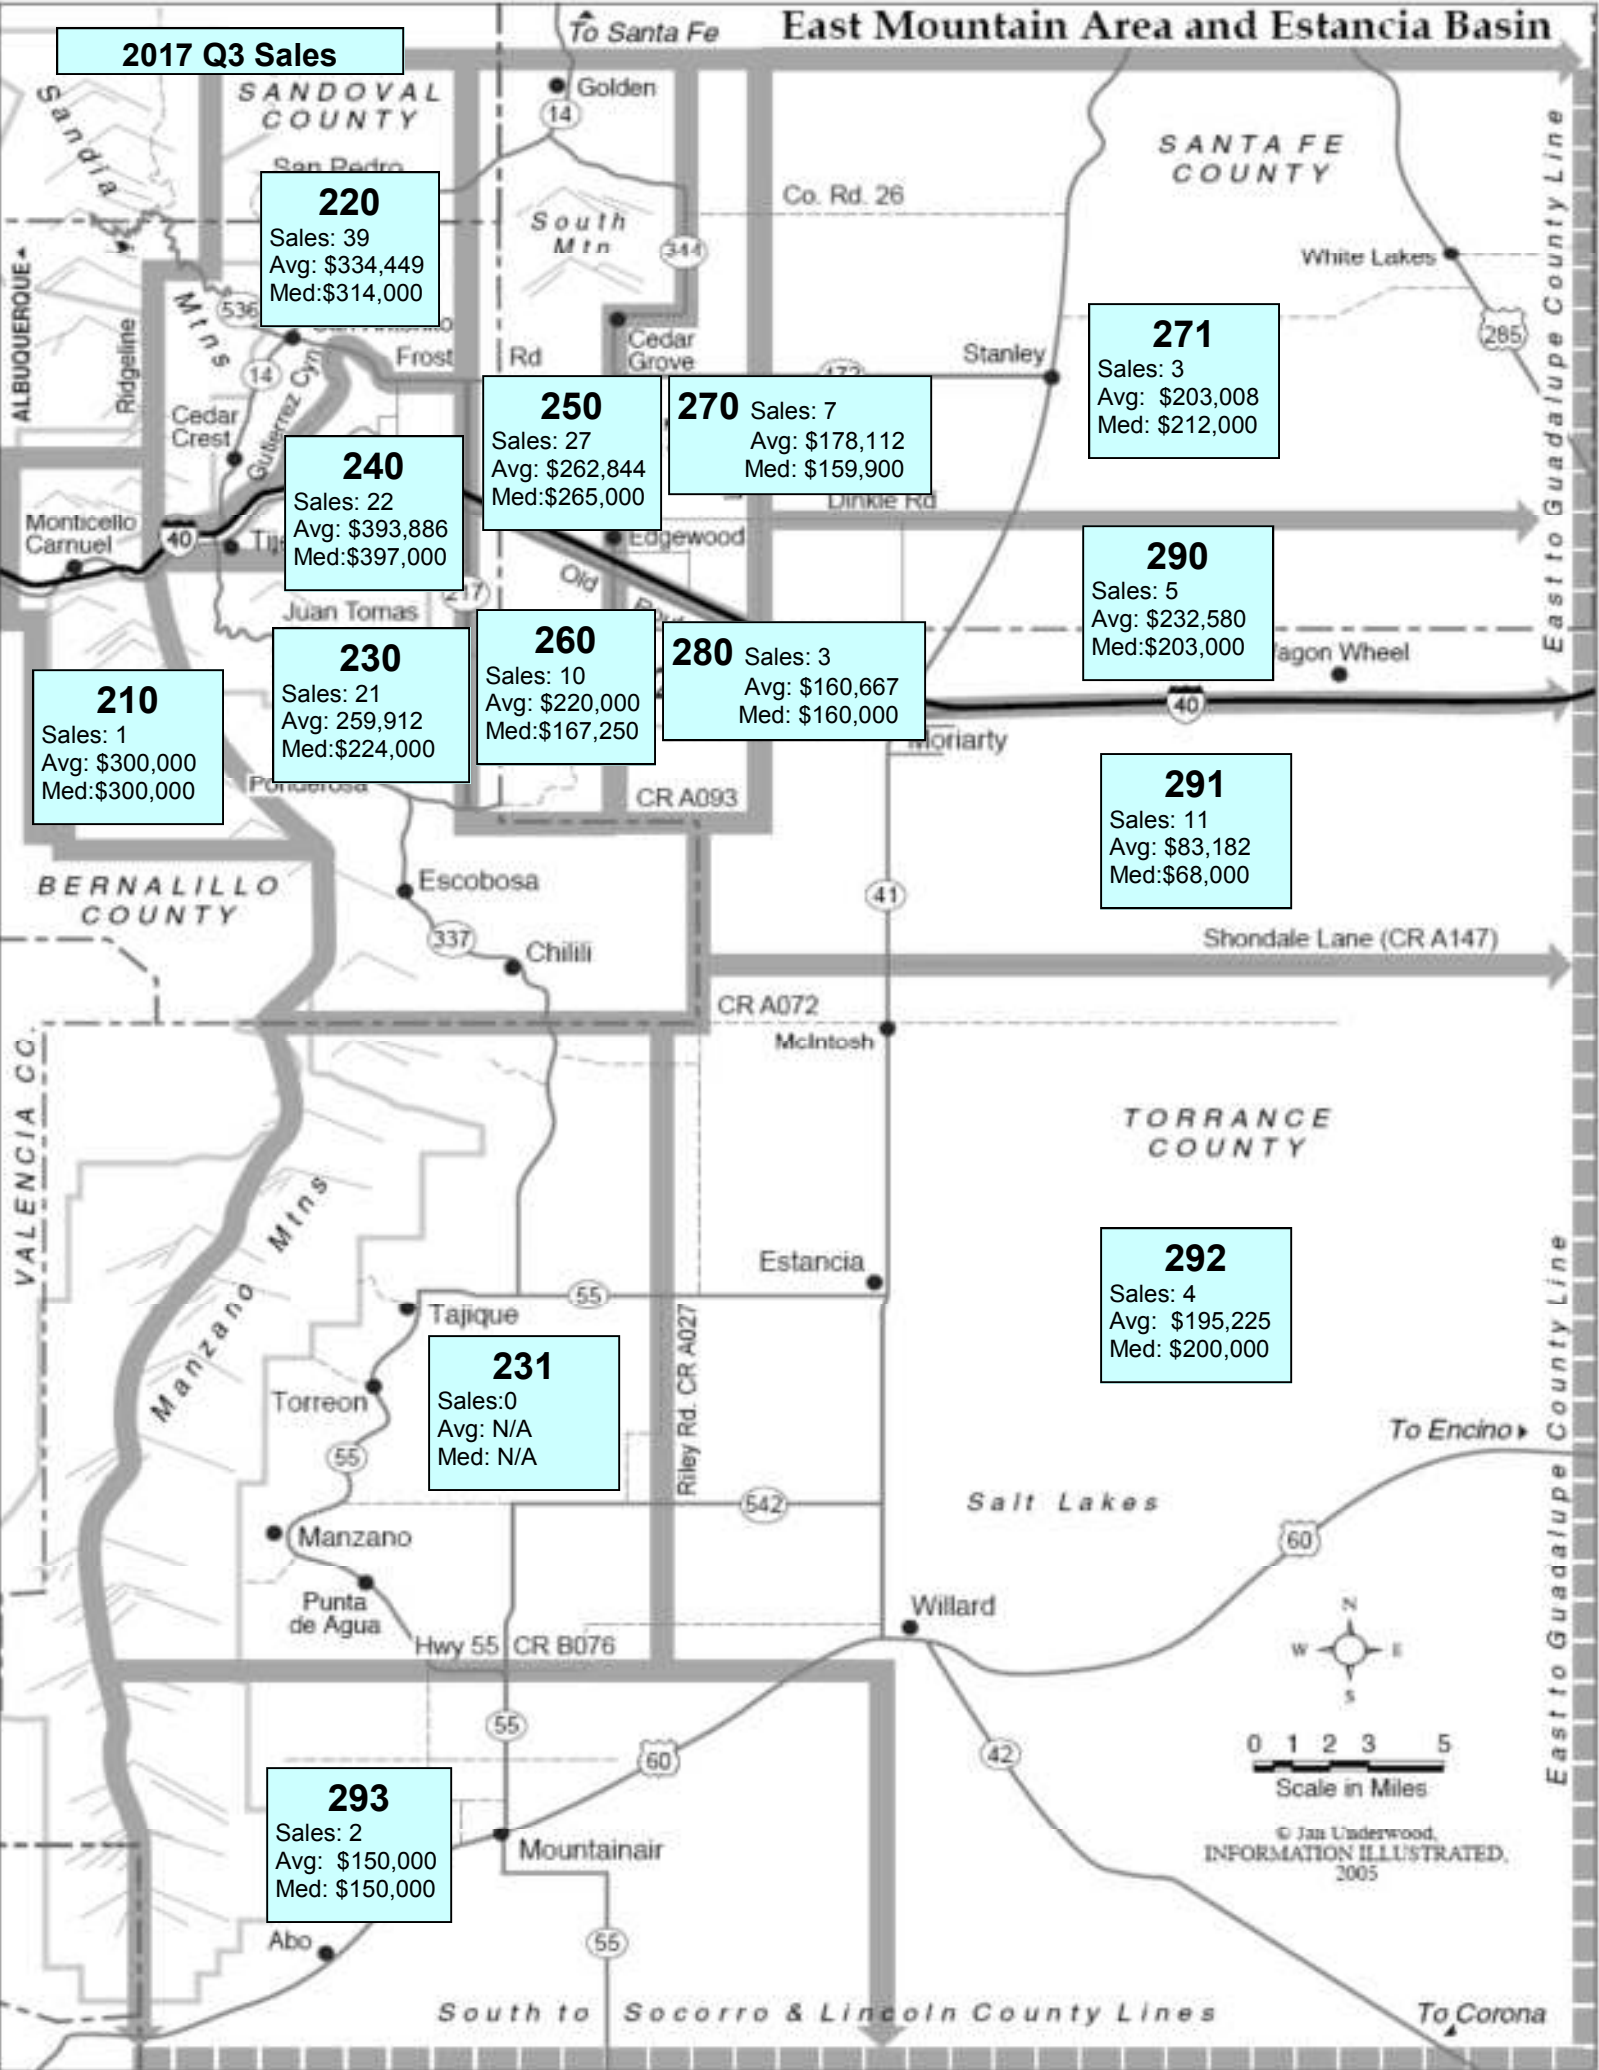 To Santa Fe
East Mountain Area and Estancia Basin
2017 Q3 Sales
SANDOVAL
COUNTY
Golden
14
Sandia
Mtns
San Pedro
SANTA FE
COUNTY
Co. Rd. 26
South
Mtn
344
White Lakes
285
East to Guadalupe County Line
220
Sales: 39
Avg: $334,449
Med:$314,000
ALBUQUERQUE
Ridgeline
536
14
Frost
Rd
Cedar
Grove
Stanley
472
271
Sales: 3
Avg: $203,008
Med: $212,000
Cedar
Crest
Gutierrez Cyn
250
Sales: 27
Avg: $262,844
Med:$265,000
270 Sales: 7
Avg: $178,112
Med: $159,900
240
Sales: 22
Avg: $393,886
Med:$397,000
Dinkle Rd
Monticello
Carnuel
40
Edgewood
Old
290
Sales: 5
Avg: $232,580
Med:$203,000
217
Juan Tomas
230
Sales: 21
Avg: 259,912
Med:$224,000
260
Sales: 10
Avg: $220,000
Med:$167,250
280 Sales: 3
Avg: $160,667
Med: $160,000
Wagon Wheel
40
210
Sales: 1
Avg: $300,000
Med:$300,000
Moriarty
Ponderosa
CR A093
291
Sales: 11
Avg: $83,182
Med:$68,000
BERNALILLO
COUNTY
Escobosa
41
337
Chilili
Shondale Lane (CR A147)
CR A072
McIntosh
VALENCIA CO.
TORRANCE
COUNTY
Manzano Mtns
Estancia
292
Sales: 4
Avg: $195,225
Med: $200,000
55
Tajique
Riley Rd. CR A027
231
Sales:0
Avg: N/A
Med: N/A
Torreon
55
To Encino
East to Guadalupe County Line
542
Salt Lakes
60
Manzano
Punta
de Agua
Willard
Hwy 55
CR B076
N
W E
S
55
60
42
0 1 2 3 5
Scale in Miles
293
Sales: 2
Avg: $150,000
Med: $150,000
Mountainair
© Jan Underwood,
INFORMATION ILLUSTRATED,
2005
Abo
55
South to Socorro & Lincoln County Lines
To Corona